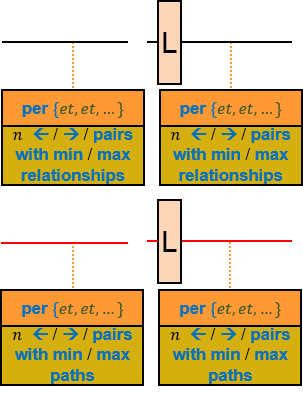 L
per {et, et, …}
per {et, et, …}
n ← / → / pairs
with min / max
relationships
n ← / → / pairs
with min / max
relationships
L
per {et, et, …}
per {et, et, …}
n ← / → / pairs
with min / max
paths
n ← / → / pairs
with min / max
paths